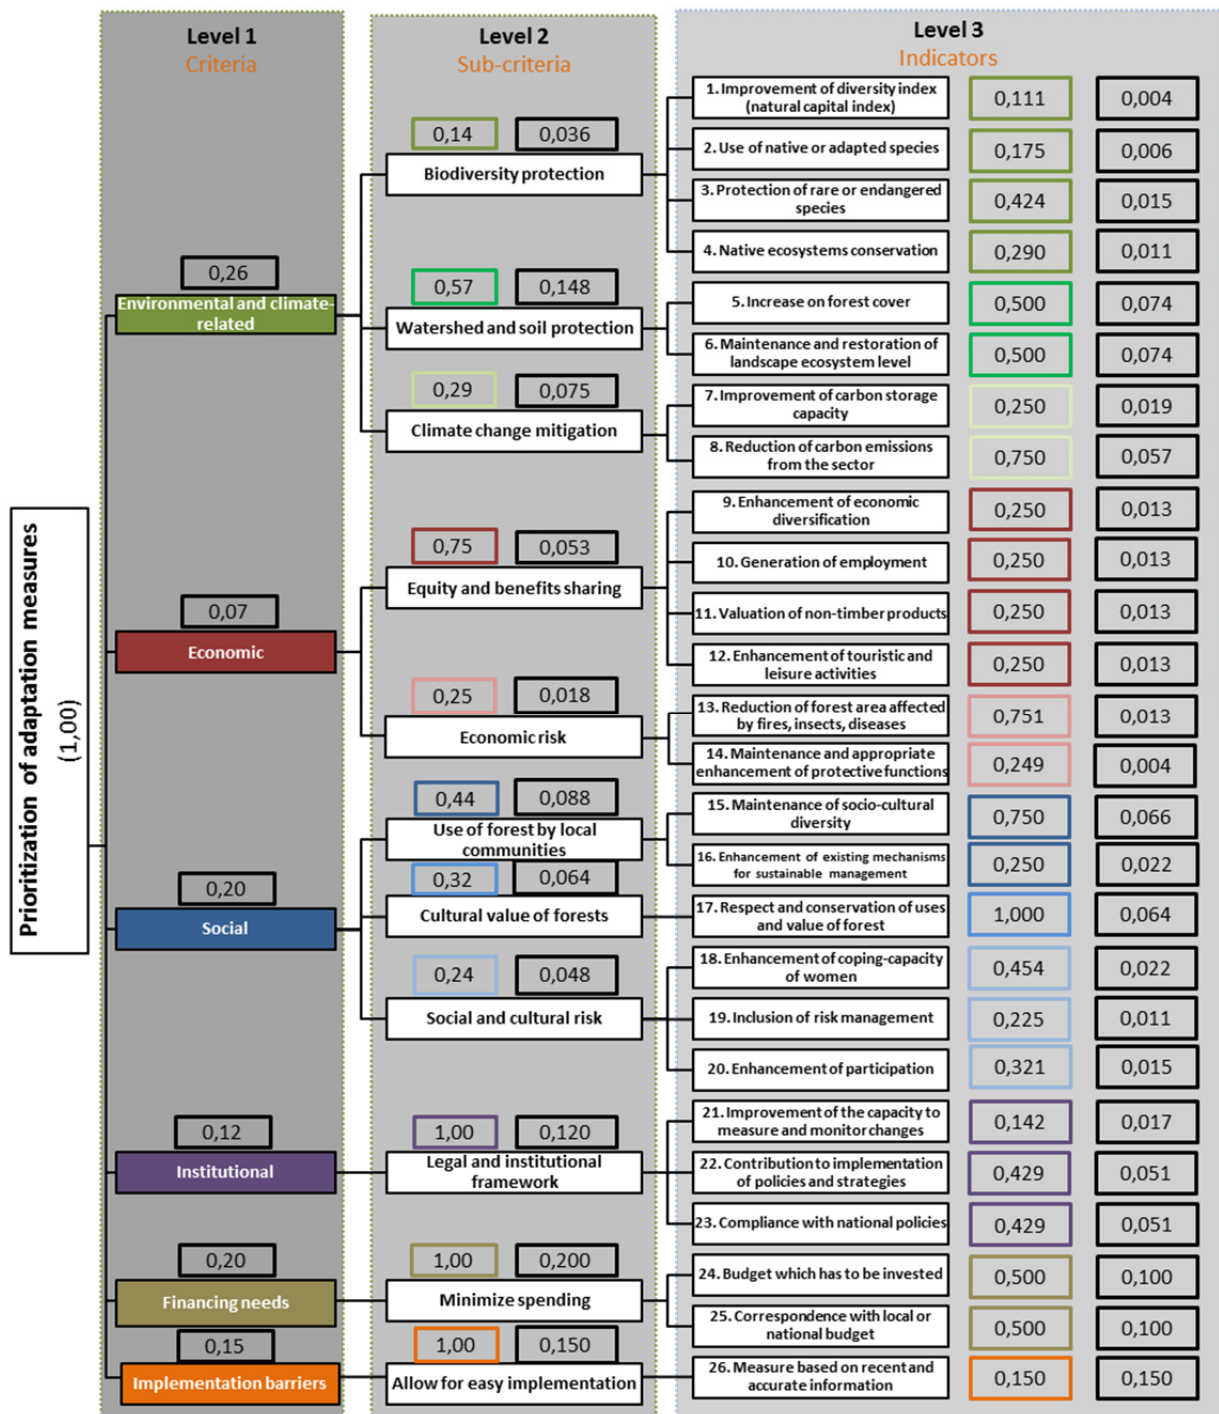 Prioritization of adaptation measures
(1,00)
Level 1
Criteria
0,26
Environmental and climate-
related
0,07
Economic
0,20
Social
0,12
Institutional
0,20
Financing needs
0,15
Implementation barriers
Level 2
Sub-criteria
0,14 0,036
Biodiversity protection
0,57 0,148
Watershed and soil protection
0,29 0,075
Climate change mitigation
0,75 0,053
Equity and benefits sharing
0,25 0,018
Economic risk
0,44 0,088
Use of forest by local
communities
0,32 0,064
Cultural value of forests
0,24 0,048
Social and cultural risk
1,00 0,120
Legal and institutional
framework
1,00 0,200
Minimize spending
1,00 0,150
Allow for easy implementation
Level 3
Indicators
1. Improvement of diversity index
(natural capital index)
0,111 0,004
2. Use of native or adapted species
0,175 0,006
3. Protection of rare or endangered
species
0,424 0,015
4. Native ecosystems conservation
0,290 0,011
5. Increase on forest cover
0,500 0,074
6. Maintenance and restoration of
landscape ecosystem level
0,500 0,074
7. Improvement of carbon storage
capacity
0,250 0,019
8. Reduction of carbon emissions
from the sector
0,750 0,057
9. Enhancement of economic
diversification
0,250 0,013
10. Generation of employment
0,250 0,013
11. Valuation of non-timber products
0,250 0,013
12. Enhancement of touristic and
leisure activities
0,250 0,013
13. Reduction of forest area affected
by fires, insects, diseases
0,751 0,013
14. Maintenance and appropriate
enhancement of protective functions
0,249 0,004
15. Maintenance of socio-cultural
diversity
0,750 0,066
16. Enhancement of existing mechanisms
for sustainable management
0,250 0,022
17. Respect and conservation of uses
and value of forest
1,000 0,064
18. Enhancement of coping-capacity
of women
0,454 0,022
19. Inclusion of risk management
0,225 0,011
20. Enhancement of participation
0,321 0,015
21. Improvement of the capacity to
measure and monitor changes
0,142 0,017
22. Contribution to implementation
of policies and strategies
0,429 0,051
23. Compliance with national policies
0,429 0,051
24. Budget which has to be invested
0,500 0,100
25. Correspondence with local or
national budget
0,500 0,100
26. Measure based on recent and
accurate information
0,150 0,150